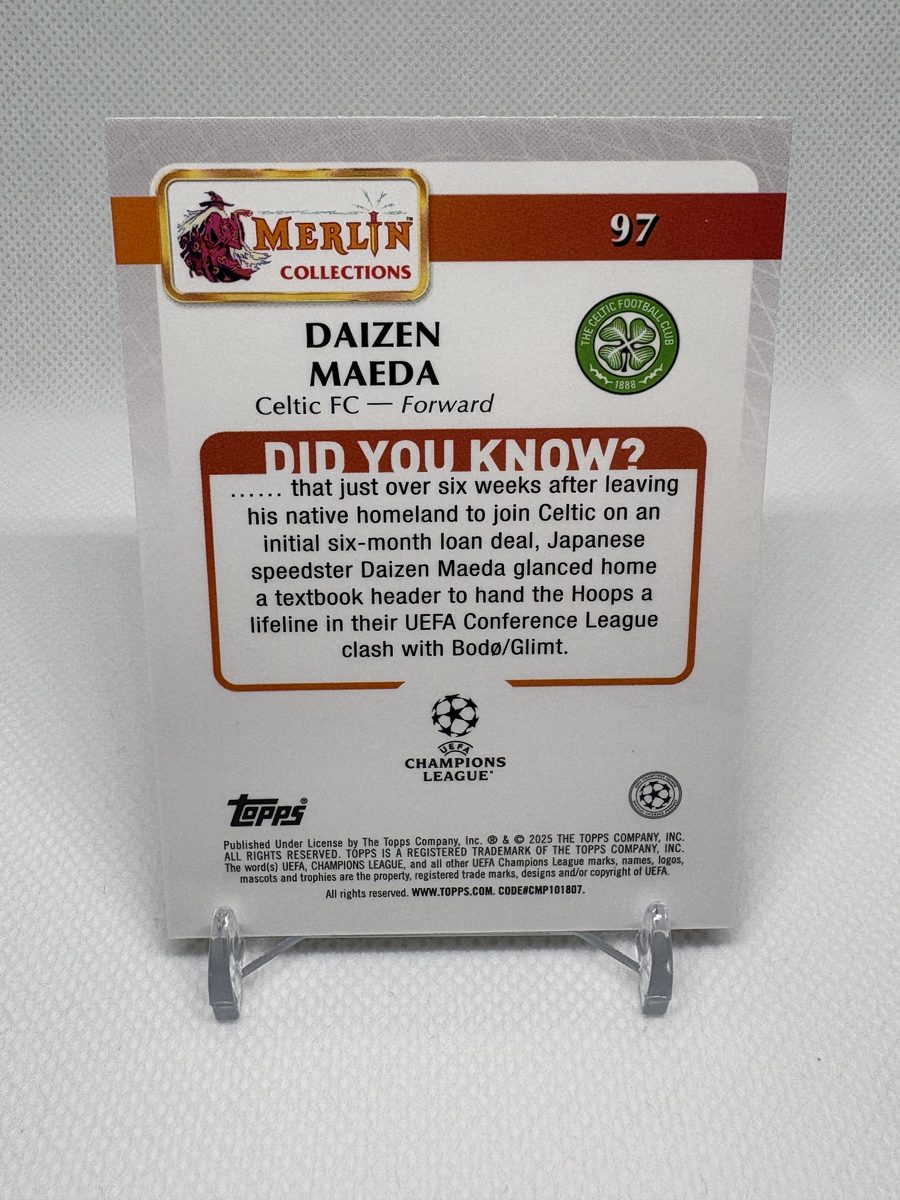 MERLIN™
COLLECTIONS
97
DAIZEN
MAEDA
Celtic FC — Forward
THE CELTIC FOOTBALL CLUB
1888
DID YOU KNOW?
...... that just over six weeks after leaving
his native homeland to join Celtic on an
initial six-month loan deal, Japanese
speedster Daizen Maeda glanced home
a textbook header to hand the Hoops a
lifeline in their UEFA Conference League
clash with Bodø/Glimt.
UEFA
CHAMPIONS
LEAGUE®
topps®
Published Under License by The Topps Company, Inc. ® & © 2025 THE TOPPS COMPANY, INC.
ALL RIGHTS RESERVED. TOPPS IS A REGISTERED TRADEMARK OF THE TOPPS COMPANY, INC.
The word(s) UEFA, CHAMPIONS LEAGUE, and all other UEFA Champions League marks, names, logos,
mascots and trophies are the property, registered trade marks, designs and/or copyright of UEFA.
All rights reserved. WWW.TOPPS.COM. CODE#CMP101807.